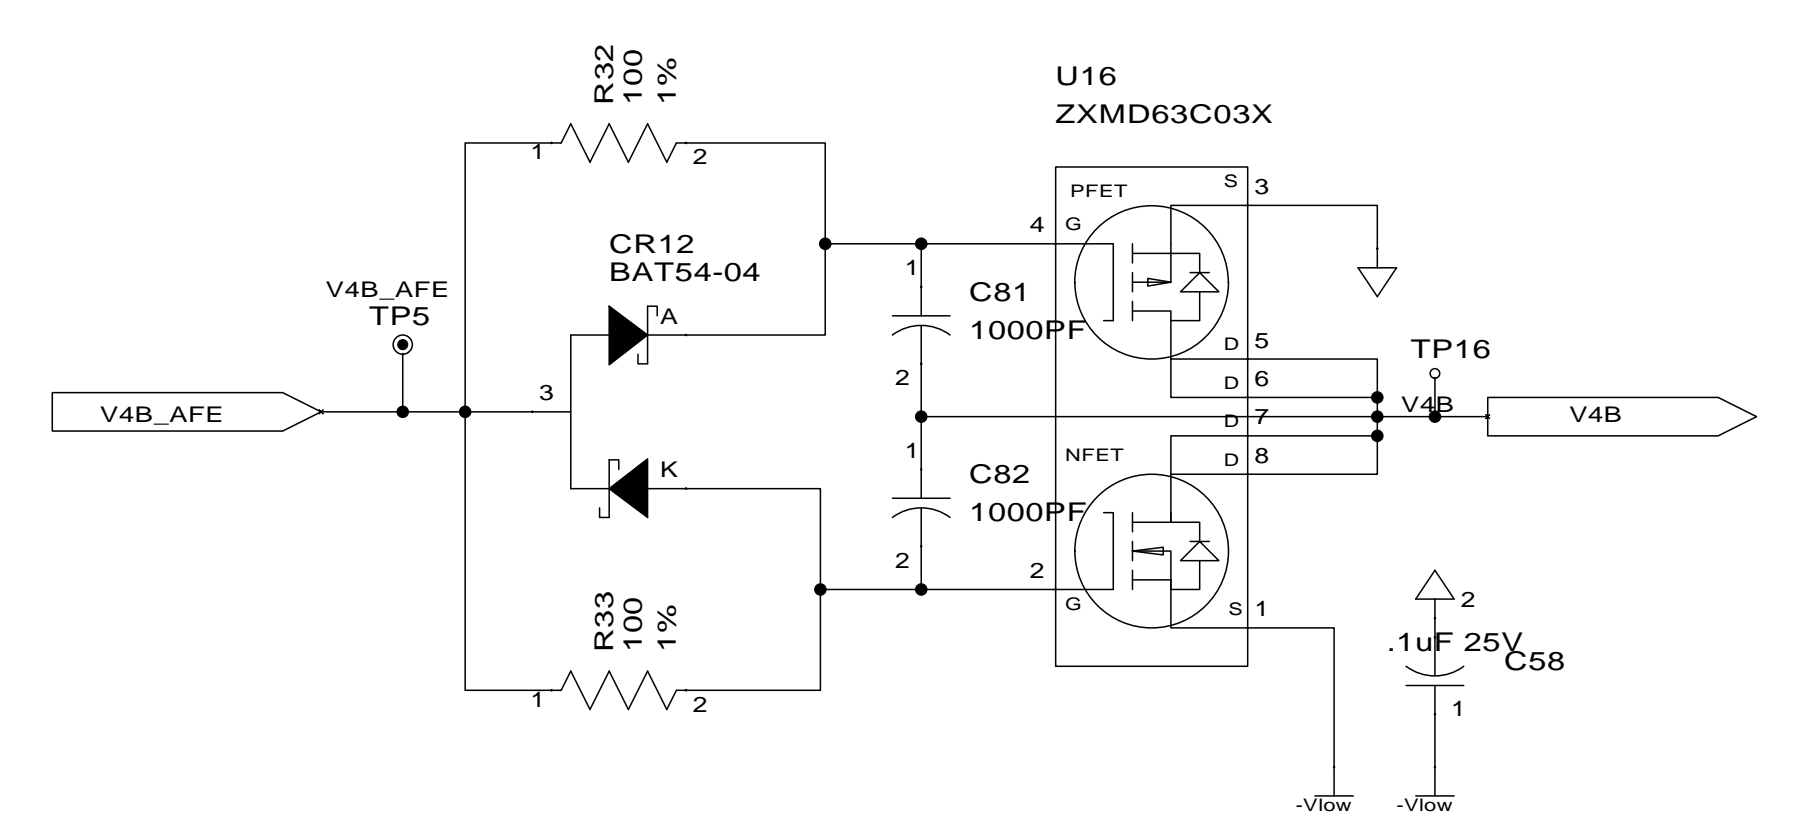 R32
100
1%
U16
ZXMD63C03X
1
2
PFET
S
3
4
G
CR12
BAT54-04
V4B_AFE
TP5
A
1
C81
1000PF
2
D
5
D
6
TP16
3
V4B_AFE
V4B
V4B
D
7
K
1
C82
1000PF
2
NFET
D
8
2
G
S
1
R33
100
1%
1
2
2
.1uF 25V
C58
1
-Vlow
-Vlow